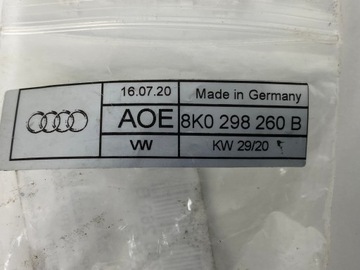 16.07.20 Made in Germany
AOE 8K0 298 260 B
VW KW 29/20